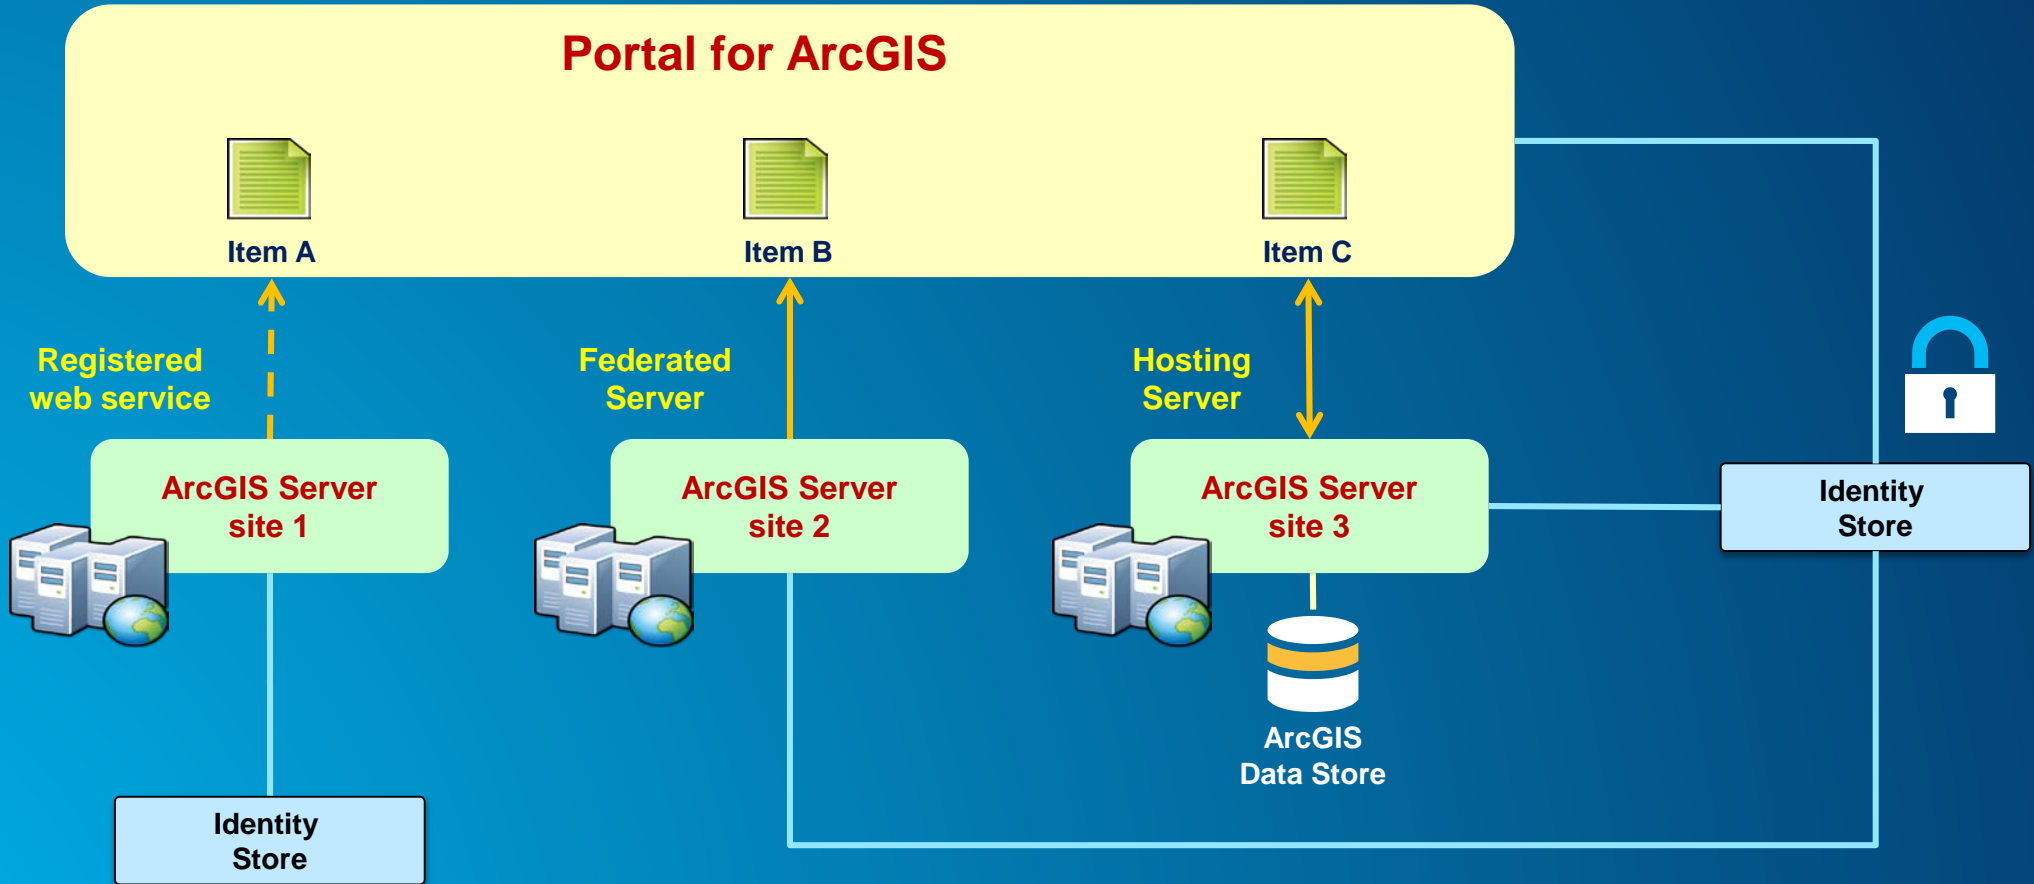 Portal for ArcGIS
Item A
Item B
Item C
Registered
web service
Federated
Server
Hosting
Server
ArcGIS Server
site 1
ArcGIS Server
site 2
ArcGIS Server
site 3
Identity
Store
ArcGIS
Data Store
Identity
Store